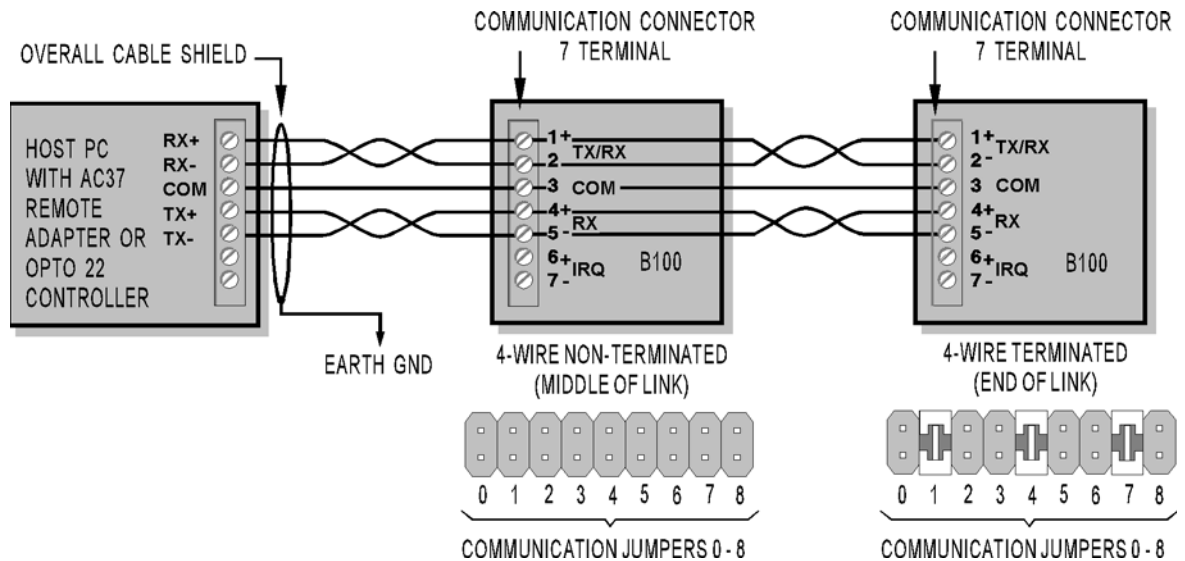 OVERALL CABLE SHIELD
COMMUNICATION CONNECTOR
7 TERMINAL
COMMUNICATION CONNECTOR
7 TERMINAL
HOST PC
WITH AC37
REMOTE
ADAPTER OR
OPTO 22
CONTROLLER
RX+
RX-
COM
TX+
TX-
EARTH GND
1+
TX/RX
2-
3 COM
4+
RX
5-
6+
IRQ
7-
B100
4-WIRE NON-TERMINATED
(MIDDLE OF LINK)
0 1 2 3 4 5 6 7 8
COMMUNICATION JUMPERS 0 - 8
1+
TX/RX
2-
3 COM
4+
RX
5-
6+
IRQ
7-
B100
4-WIRE TERMINATED
(END OF LINK)
0 1 2 3 4 5 6 7 8
COMMUNICATION JUMPERS 0 - 8